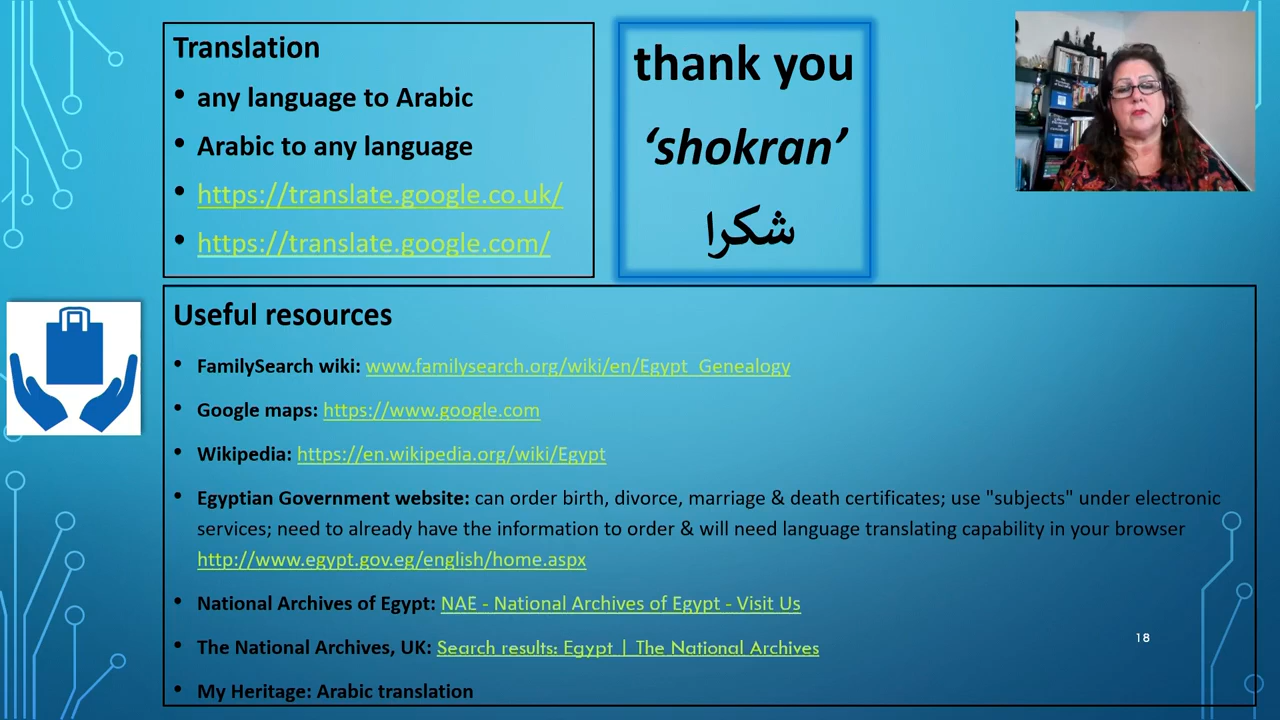 Translation
• any language to Arabic
• Arabic to any language
• https://translate.google.co.uk/
• https://translate.google.com/
thank you
‘shokran’
شكرا
Useful resources
• FamilySearch wiki: www.familysearch.org/wiki/en/Egypt_Genealogy
• Google maps: https://www.google.com
• Wikipedia: https://en.wikipedia.org/wiki/Egypt
• Egyptian Government website: can order birth, divorce, marriage & death certificates; use "subjects" under electronic
services; need to already have the information to order & will need language translating capability in your browser
http://www.egypt.gov.eg/english/home.aspx
• National Archives of Egypt: NAE - National Archives of Egypt - Visit Us
• The National Archives, UK: Search results: Egypt | The National Archives
18
• My Heritage: Arabic translation